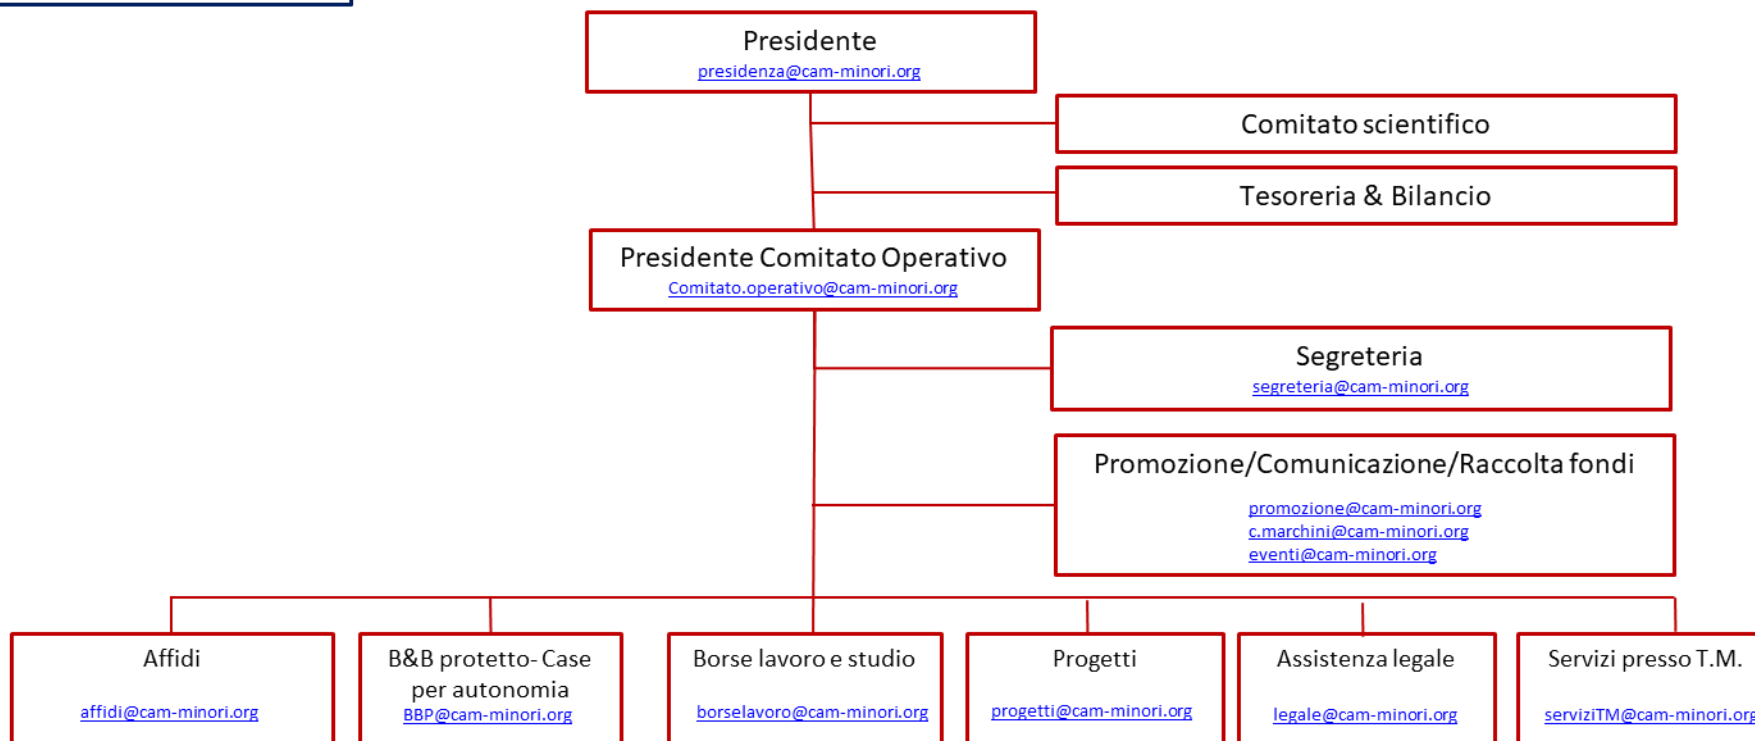 Presidente
presidenza@cam-minori.org
Comitato scientifico
Tesoreria & Bilancio
Presidente Comitato Operativo
Comitato.operativo@cam-minori.org
Segreteria
segreteria@cam-minori.org
Promozione/Comunicazione/Raccolta fondi
promozione@cam-minori.org
c.marchini@cam-minori.org
eventi@cam-minori.org
Affidi
affidi@cam-minori.org
B&B protetto- Case
per autonomia
BBP@cam-minori.org
Borse lavoro e studio
borselavoro@cam-minori.org
Progetti
progetti@cam-minori.org
Assistenza legale
legale@cam-minori.org
Servizi presso T.M.
serviziTM@cam-minori.org